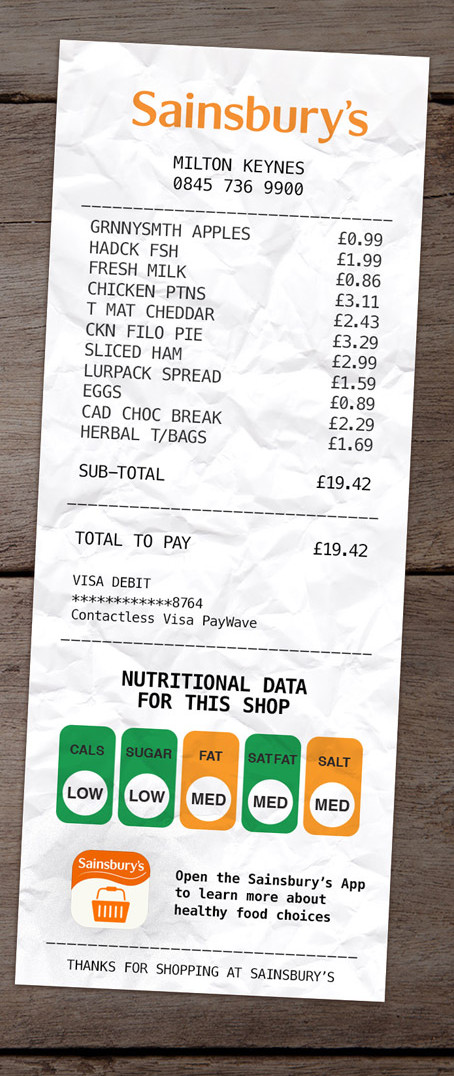 Sainsbury's
MILTON KEYNES
0845 736 9900
GRNNYSMTH APPLES £0.99
HADCK FSH £1.99
FRESH MILK £0.86
CHICKEN PTNS £3.11
T MAT CHEDDAR £2.43
CKN FILO PIE £3.29
SLICED HAM £2.99
LURPACK SPREAD £1.59
EGGS £0.89
CAD CHOC BREAK £2.29
HERBAL T/BAGS £1.69
SUB-TOTAL £19.42
TOTAL TO PAY £19.42
VISA DEBIT
************8764
Contactless Visa PayWave
NUTRITIONAL DATA
FOR THIS SHOP
CALS SUGAR FAT SATFAT SALT
LOW LOW MED MED MED
Sainsbury's
Open the Sainsbury's App
to learn more about
healthy food choices
THANKS FOR SHOPPING AT SAINSBURY'S